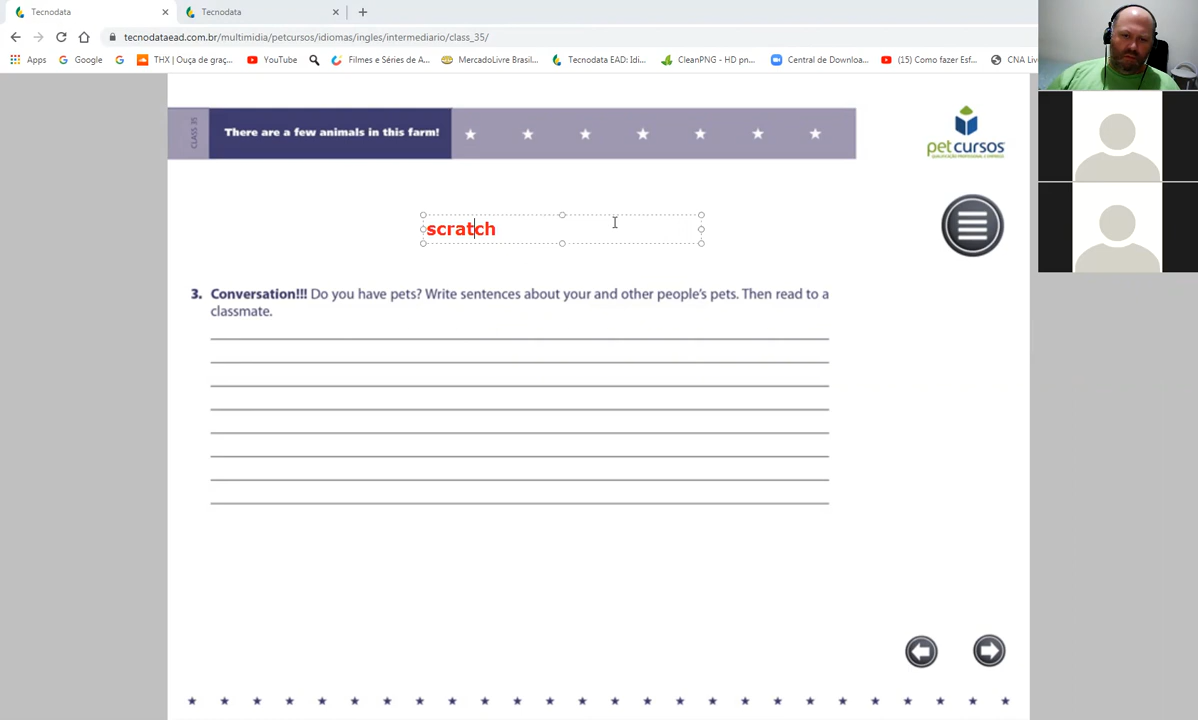 Tecnodata
Tecnodata
tecnodataead.com.br/multimidia/petcursos/idiomas/ingles/intermediario/class_35/
Apps
Google
THX | Ouça de graç...
YouTube
Filmes e Séries de A...
MercadoLivre Brasil...
Tecnodata EAD: Idi...
CleanPNG - HD pn...
Central de Downloa...
(15) Como fazer Esf...
CNA Liv
CLASS 35
There are a few animals in this farm!
petcursos
QUALIFICAÇÃO PROFISSIONAL E EMPREGO
scratch
3. Conversation!!! Do you have pets? Write sentences about your and other people's pets. Then read to a
classmate.